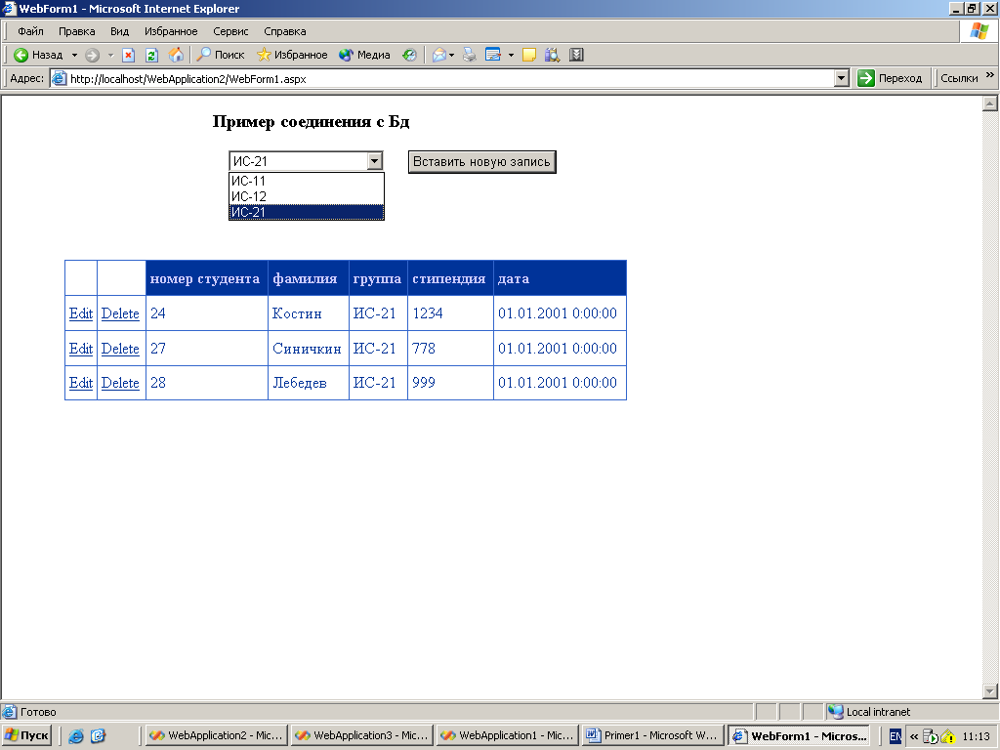 WebForm1 - Microsoft Internet Explorer
Файл Правка Вид Избранное Сервис Справка
Назад Поиск Избранное Медиа
Адрес: http://localhost/WebApplication2/WebForm1.aspx Переход Ссылки »
Пример соединения с Бд
ИС-21 Вставить новую запись
ИС-11
ИС-12
ИС-21
номер студента фамилия группа стипендия дата
Edit Delete 24 Костин ИС-21 1234 01.01.2001 0:00:00
Edit Delete 27 Синичкин ИС-21 778 01.01.2001 0:00:00
Edit Delete 28 Лебедев ИС-21 999 01.01.2001 0:00:00
Готово Local intranet
Пуск WebApplication2 - Mic... WebApplication3 - Mic... WebApplication1 - Mic... Primer1 - Microsoft W... WebForm1 - Micros... EN « 11:13